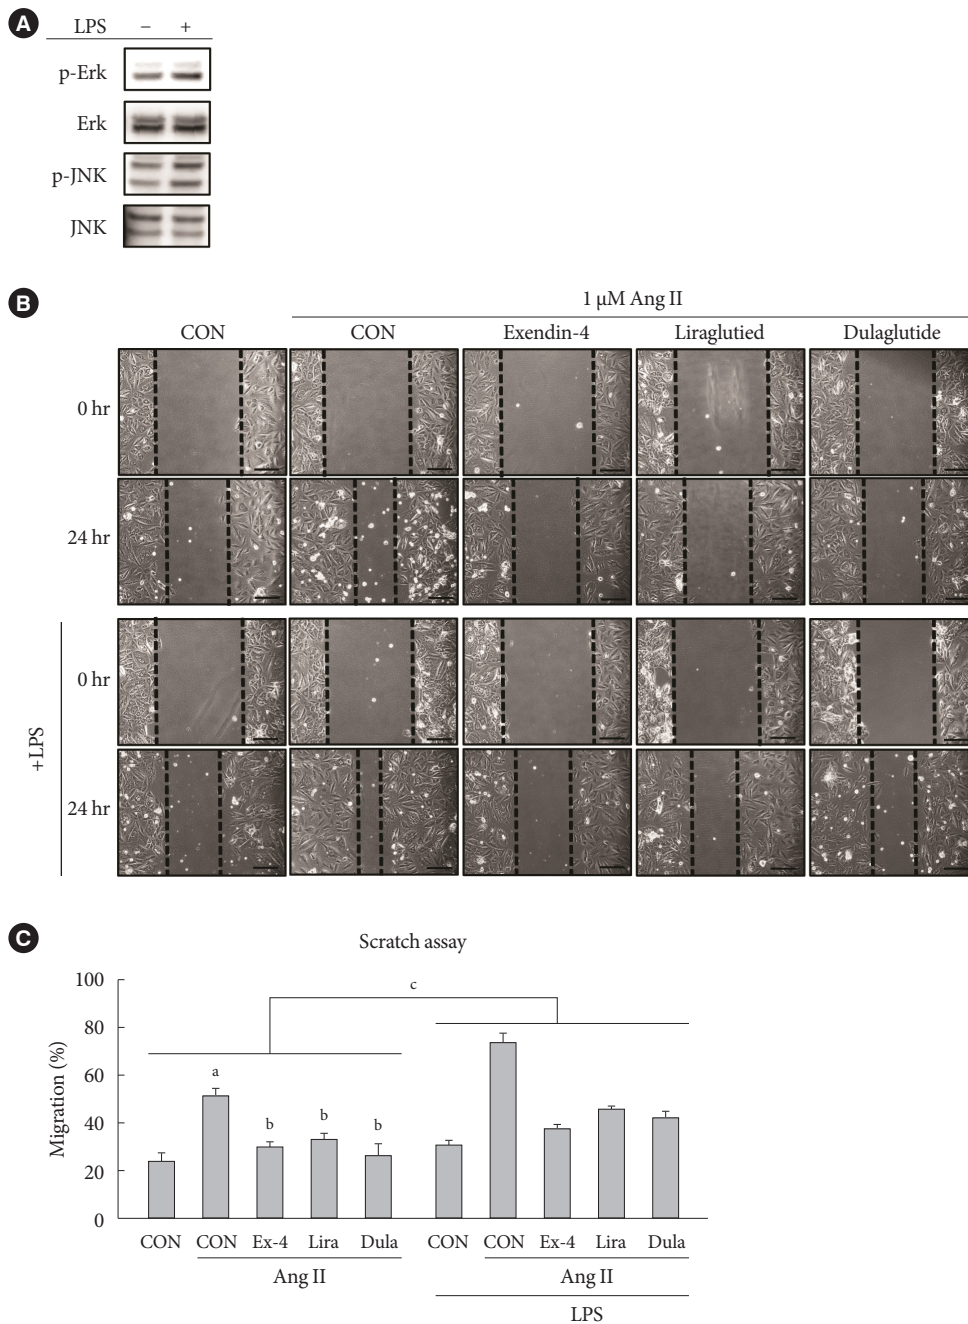 A
LPS − +
p-Erk
Erk
p-JNK
JNK
B
1 μM Ang II
CON CON Exendin-4 Liraglutied Dulaglutide
0 hr
24 hr
+LPS
0 hr
24 hr
C
Scratch assay
Migration (%)
100
80
60
40
20
0
c
a
b
b
b
CON CON Ex-4 Lira Dula CON CON Ex-4 Lira Dula
Ang II Ang II
LPS